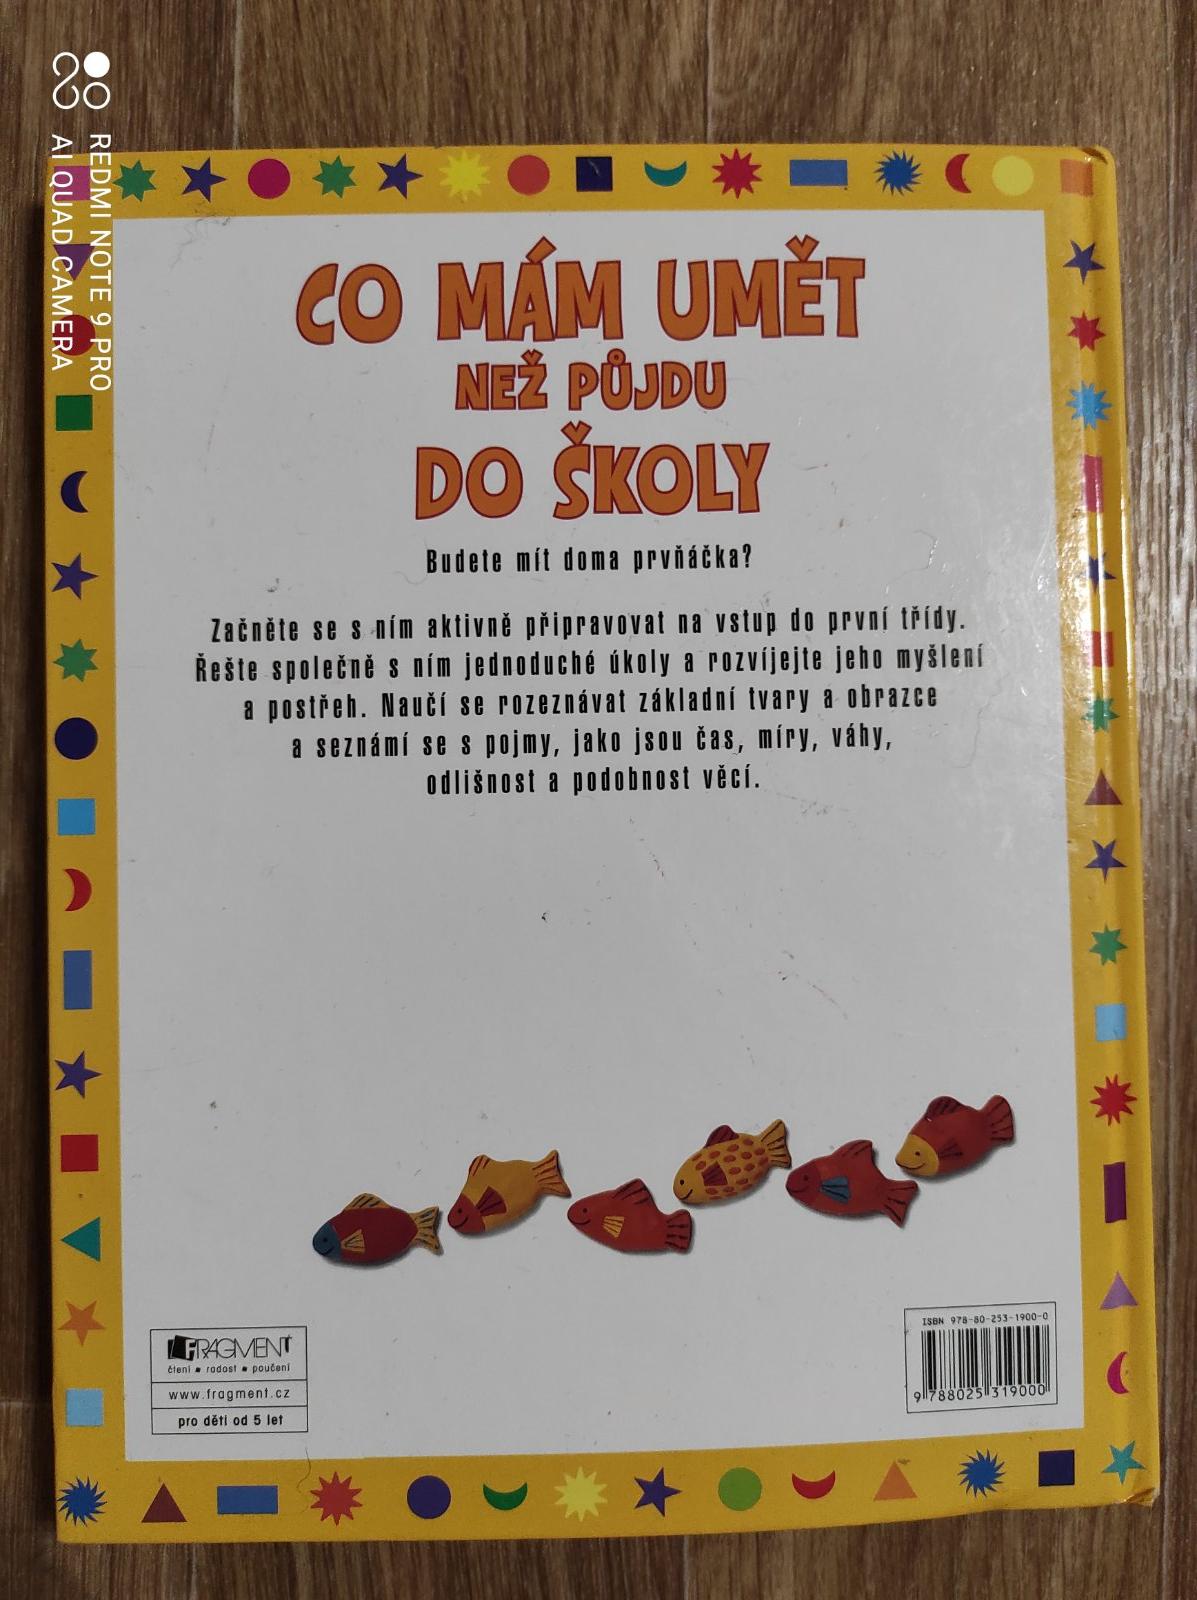 REDMI NOTE 9 PRO
AI QUAD CAMERA
CO MÁM UMĚT
NEŽ PŮJDU
DO ŠKOLY
Budete mít doma prvňáčka?
Začněte se s ním aktivně připravovat na vstup do první třídy.
Řešte společně s ním jednoduché úkoly a rozvíjejte jeho myšlení
a postřeh. Naučí se rozeznávat základní tvary a obrazce
a seznámí se s pojmy, jako jsou čas, míry, váhy,
odlišnost a podobnost věcí.
FRAGMENT
čtení ▪ radost ▪ poučení
www.fragment.cz
pro děti od 5 let
ISBN 978-80-253-1900-0
9 788025 319000